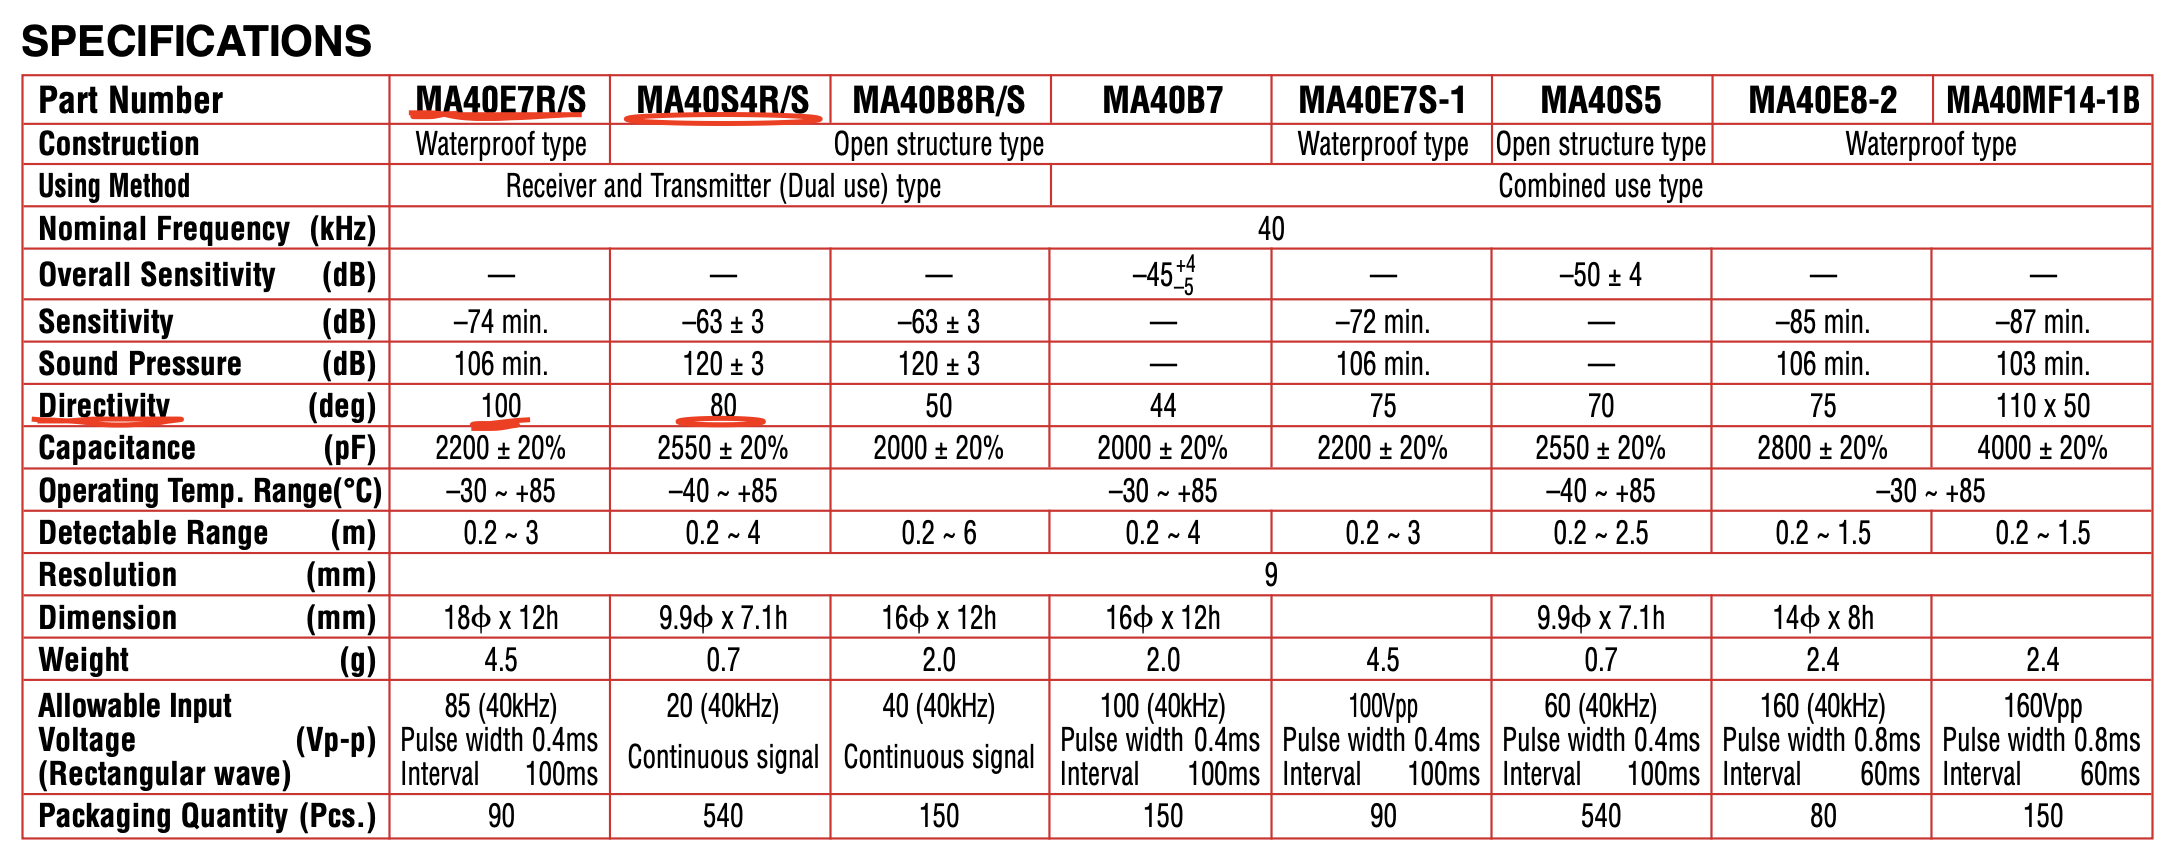 SPECIFICATIONS
Part Number MA40E7R/S MA40S4R/S MA40B8R/S MA40B7 MA40E7S-1 MA40S5 MA40E8-2 MA40MF14-1B
Construction Waterproof type Open structure type Waterproof type Open structure type Waterproof type
Using Method Receiver and Transmitter (Dual use) type Combined use type
Nominal Frequency (kHz) 40
Overall Sensitivity (dB) — — — –45 +4 –5 — –50 ± 4 — —
Sensitivity (dB) –74 min. –63 ± 3 –63 ± 3 — –72 min. — –85 min. –87 min.
Sound Pressure (dB) 106 min. 120 ± 3 120 ± 3 — 106 min. — 106 min. 103 min.
Directivity (deg) 100 80 50 44 75 70 75 110 x 50
Capacitance (pF) 2200 ± 20% 2550 ± 20% 2000 ± 20% 2000 ± 20% 2200 ± 20% 2550 ± 20% 2800 ± 20% 4000 ± 20%
Operating Temp. Range(°C) –30 ~ +85 –40 ~ +85 –30 ~ +85 –40 ~ +85 –30 ~ +85
Detectable Range (m) 0.2 ~ 3 0.2 ~ 4 0.2 ~ 6 0.2 ~ 4 0.2 ~ 3 0.2 ~ 2.5 0.2 ~ 1.5 0.2 ~ 1.5
Resolution (mm) 9
Dimension (mm) 18ϕ x 12h 9.9ϕ x 7.1h 16ϕ x 12h 16ϕ x 12h 9.9ϕ x 7.1h 14ϕ x 8h
Weight (g) 4.5 0.7 2.0 2.0 4.5 0.7 2.4 2.4
Allowable Input 85 (40kHz) 20 (40kHz) 40 (40kHz) 100 (40kHz) 100Vpp 60 (40kHz) 160 (40kHz) 160Vpp
Voltage (Vp-p) Pulse width 0.4ms Continuous signal Continuous signal Pulse width 0.4ms Pulse width 0.4ms Pulse width 0.4ms Pulse width 0.8ms Pulse width 0.8ms
(Rectangular wave) Interval 100ms Interval 100ms Interval 100ms Interval 100ms Interval 60ms Interval 60ms
Packaging Quantity (Pcs.) 90 540 150 150 90 540 80 150